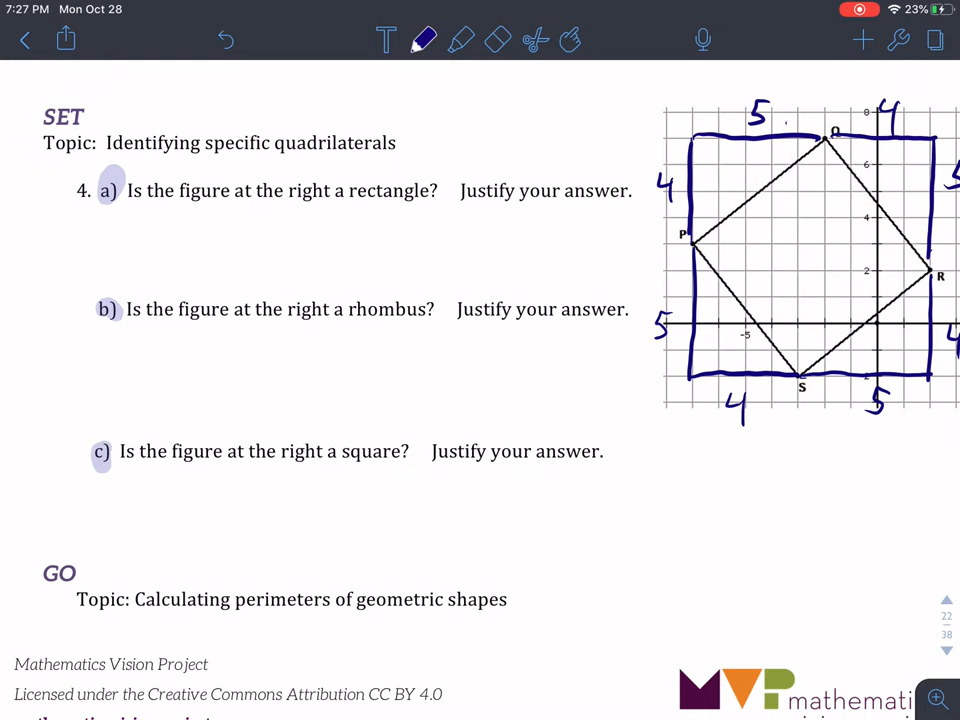 7:27 PM Mon Oct 28
23%
T
SET
Topic: Identifying specific quadrilaterals
4. a) Is the figure at the right a rectangle? Justify your answer.
b) Is the figure at the right a rhombus? Justify your answer.
c) Is the figure at the right a square? Justify your answer.
5 4
8
Q
6
4 5
4
P
2
R
5 -5 4
S
4 5
GO
Topic: Calculating perimeters of geometric shapes
22
38
Mathematics Vision Project
Licensed under the Creative Commons Attribution CC BY 4.0
MVP mathemati